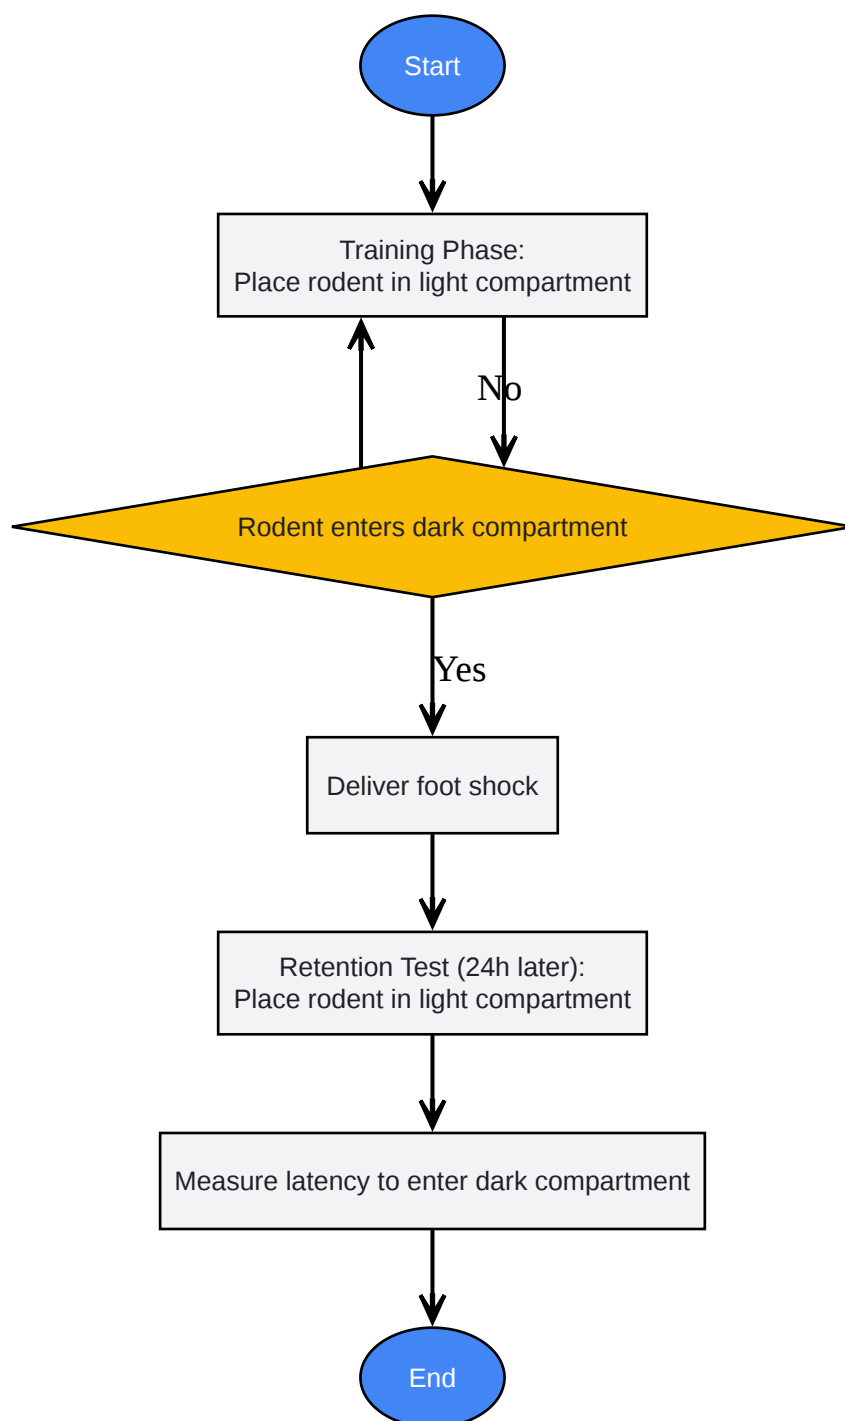 Start
Training Phase:
Place rodent in light compartment
No
Rodent enters dark compartment
Yes
Deliver foot shock
Retention Test (24h later):
Place rodent in light compartment
Measure latency to enter dark compartment
End